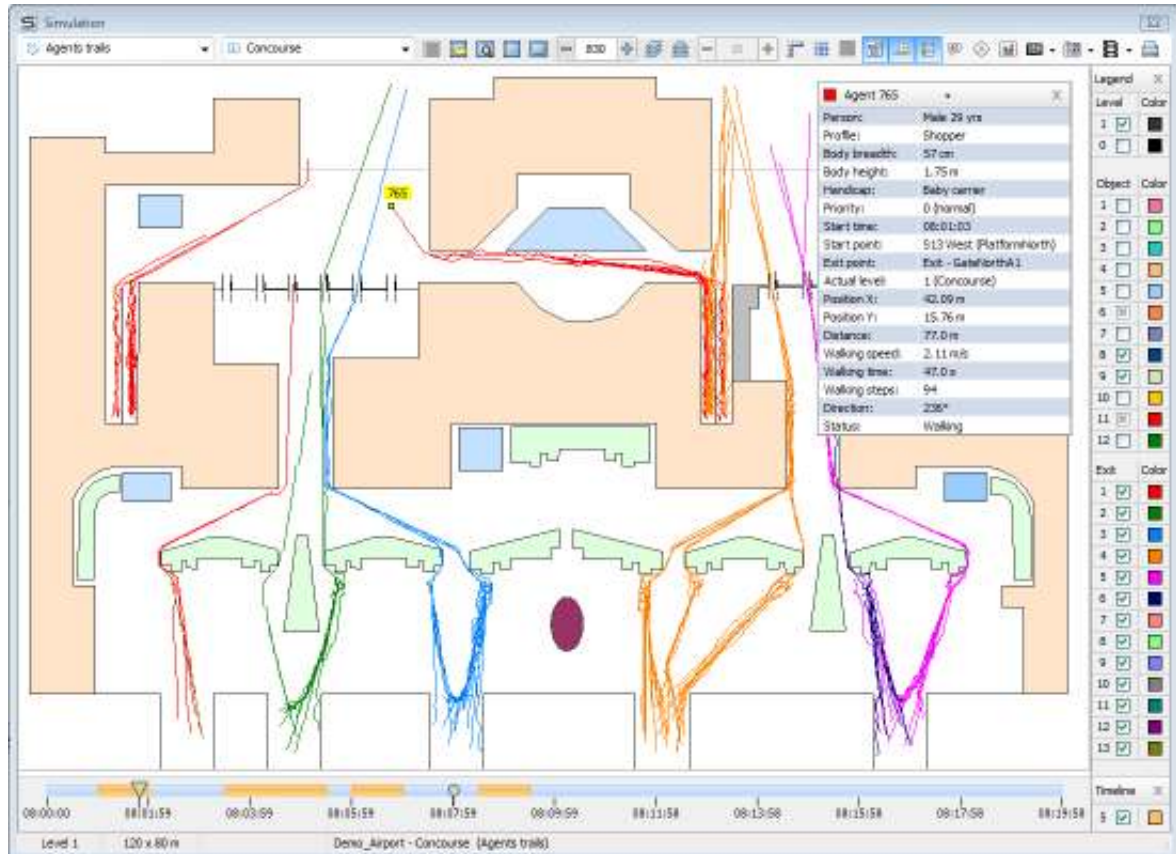 Simulation
Agents trails
Concourse
830
Agent 765
Person: Male 29 yrs
Profile: Shopper
Body breadth: 57 cm
Body height: 1.75 m
Handicap: Baby carrier
Priority: 0 (normal)
Start time: 08:01:03
Start point: S13 West (PlatformNorth)
Exit point: Exit - GateNorthA1
Actual level: 1 (Concourse)
Position X: 42.09 m
Position Y: 15.76 m
Distance: 77.0 m
Walking speed: 2.11 m/s
Walking time: 47.0 s
Walking steps: 94
Direction: 236°
Status: Walking
765
Legend
Level Color
1
0
Object Color
1
2
3
4
5
6
7
8
9
10
11
12
Exit Color
1
2
3
4
5
6
7
8
9
10
11
12
13
Timeline
5
08:00:00 08:01:59 08:03:59 08:05:59 08:07:59 08:09:59 08:11:58 08:13:58 08:15:58 08:17:58 08:19:58
Level 1 120 x 80 m Demo_Airport - Concourse (Agents trails)